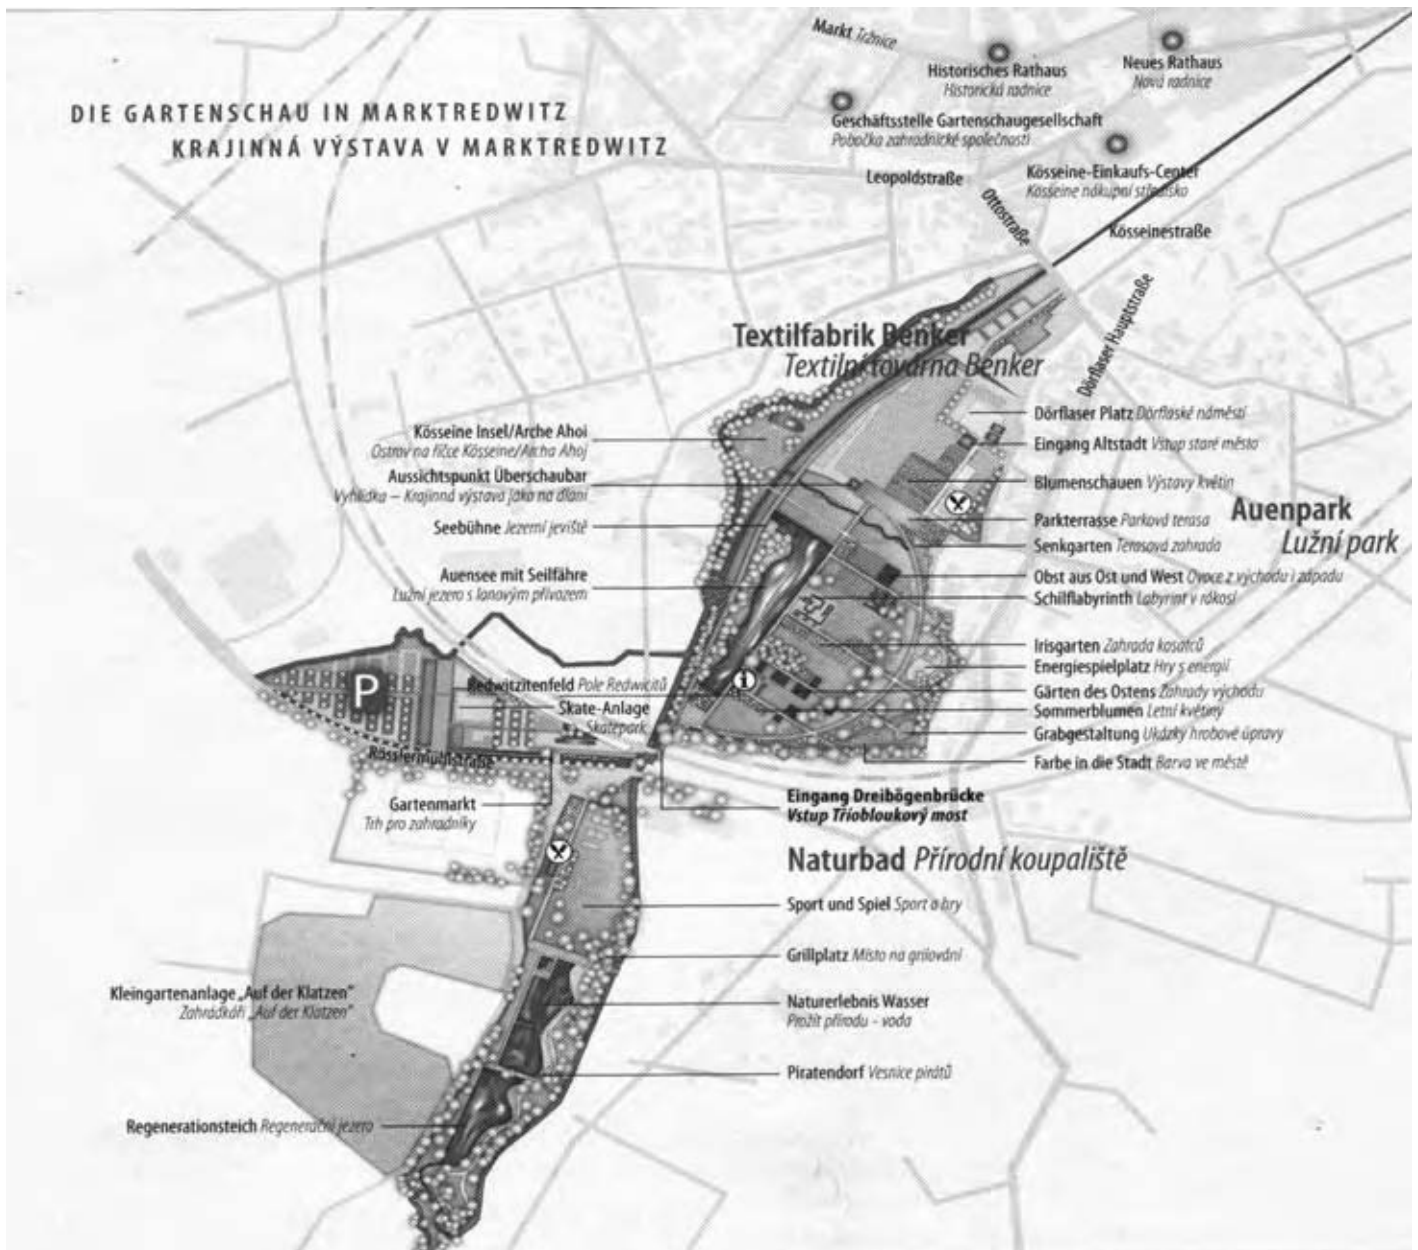 DIE GARTENSCHAU IN MARKTREDWITZ
KRAJINNÁ VÝSTAVA V MARKTREDWITZ
Markt Tržnice
Historisches Rathaus
Historická radnice
Neues Rathaus
Nová radnice
Geschäftsstelle Gartenschaugesellschaft
Pobočka zahradnické společnosti
Leopoldstraße
Kösseine-Einkaufs-Center
Kösseine nákupní středisko
Ottostraße
Kösseinestraße
Dörflaser Hauptstraße
Textilfabrik Benker
Textilní továrna Benker
Kösseine Insel/Arche Ahoi
Ostrov na říčce Kösseine/Archa Ahoj
Aussichtspunkt Überschaubar
Vyhlídka – Krajinná výstava jako na dlani
Seebühne Jezerní jeviště
Auensee mit Seilfähre
Lužní jezero s lanovým přívozem
Dörflaser Platz Dörflaské náměstí
Eingang Altstadt Vstup staré město
Blumenschauen Výstavy květin
Auenpark
Lužní park
Parkterrasse Parková terasa
Senkgarten Terasová zahrada
Obst aus Ost und West Ovoce z východu i západu
Schilflabyrinth Labyrint v rákosí
Irisgarten Zahrada kosatců
Energiespielplatz Hry s energií
Gärten des Ostens Zahrady východu
Sommerblumen Letní květiny
Grabgestaltung Ukázky hrobové úpravy
Farbe in die Stadt Barva ve městě
P
i
Redwitzitenfeld Pole Redwicitů
Skate-Anlage
Skatepark
Rösslermühlstraße
Gartenmarkt
Trh pro zahradníky
Eingang Dreibögenbrücke
Vstup Tříobloukový most
Naturbad Přírodní koupaliště
Sport und Spiel Sport a hry
Grillplatz Místo na grilování
Naturerlebnis Wasser
Prožít přírodu - voda
Piratendorf Vesnice pirátů
Kleingartenanlage „Auf der Klatzen"
Zahrádkáři „Auf der Klatzen"
Regenerationsteich Regenerační jezero